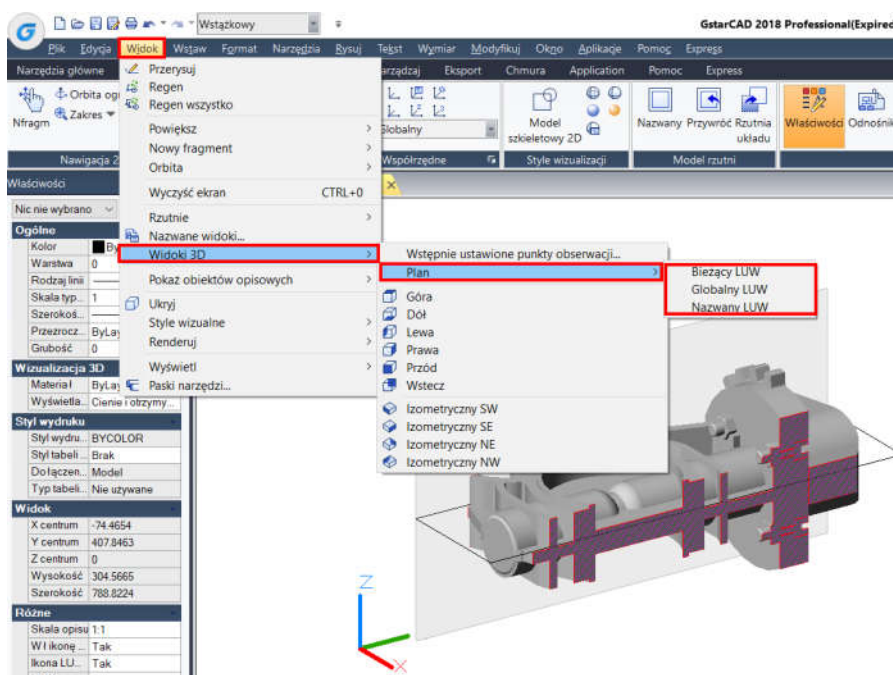 Wstążkowy
GstarCAD 2018 Professional(Expired
Plik Edycja Widok Wstaw Format Narzędzia Rysuj Tekst Wymiar Modyfikuj Okno Aplikacje Pomoc Express
Narzędzia główne
arządzaj Eksport Chmura Application Pomoc Express
Nfragm
Orbita ogr
Zakres
Nawigacja 2
Globalny
Współrzędne
Model
szkieletowy 2D
Style wizualizacji
Nazwany Przywróć Rzutnia
układu
Model rzutni
Właściwości Odnośnik
Przerysuj
Regen
Regen wszystko
Powiększ
Nowy fragment
Orbita
Wyczyść ekran CTRL+0
Rzutnie
Nazwane widoki...
Widoki 3D
Pokaż obiektów opisowych
Ukryj
Style wizualne
Renderuj
Wyświetl
Paski narzędzi...
Wstępnie ustawione punkty obserwacji...
Plan
Góra
Dół
Lewa
Prawa
Przód
Wstecz
Izometryczny SW
Izometryczny SE
Izometryczny NE
Izometryczny NW
Bieżący LUW
Globalny LUW
Nazwany LUW
Właściwości
Nic nie wybrano
Ogólne
Kolor By
Warstwa 0
Rodzaj linii
Skala typ... 1
Szerokoś...
Przezrocz... ByLay
Grubość 0
Wizualizacja 3D
Materiał ByLay
Wyświetla... Cienie i otrzymy...
Styl wydruku
Styl wydru... BYCOLOR
Styl tabeli ... Brak
Dołączen... Model
Typ tabeli... Nie używane
Widok
X centrum -74.4654
Y centrum 407.8463
Z centrum 0
Wysokość 304.5665
Szerokość 788.8224
Różne
Skala opisu 1:1
Wł ikonę ... Tak
Ikona LU... Tak
Z
X